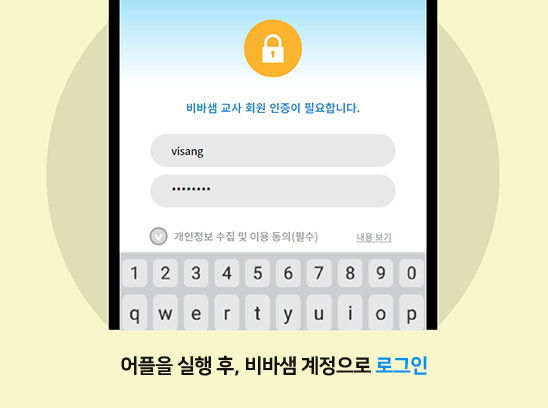 비바샘 교사 회원 인증이 필요합니다.
visang
********
개인정보 수집 및 이용 동의(필수) 내용 보기
1 2 3 4 5 6 7 8 9 0
q w e r t y u i o p
어플을 실행 후, 비바샘 계정으로 로그인